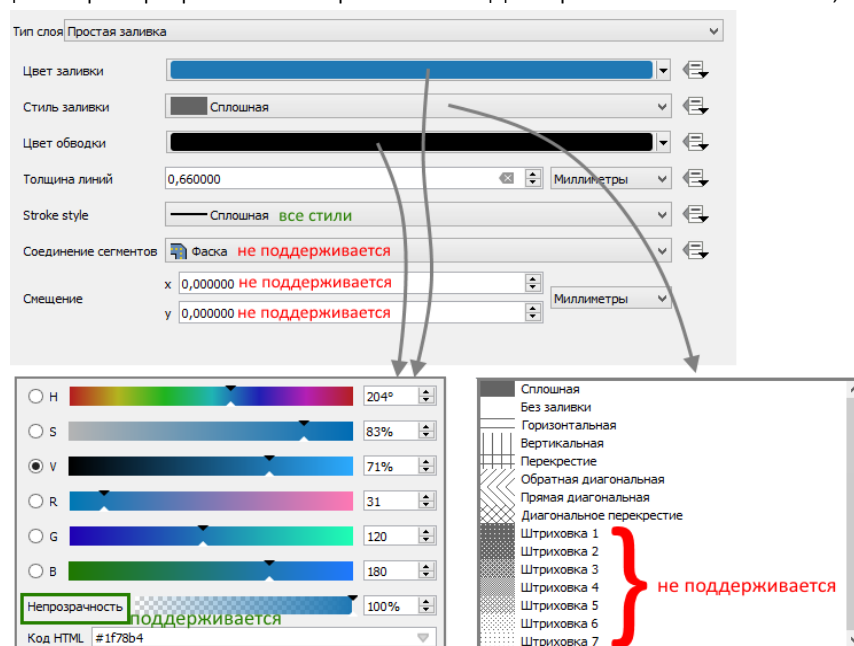 Тип слоя Простая заливка
Цвет заливки
Стиль заливки Сплошная
Цвет обводки
Толщина линий 0,660000 Миллиметры
Stroke style Сплошная все стили
Соединение сегментов Фаска не поддерживается
x 0,000000 не поддерживается
Смещение Миллиметры
y 0,000000 не поддерживается
H 204°
S 83%
V 71%
R 31
G 120
B 180
Непрозрачность 100%
поддерживается
Код HTML #1f78b4
Сплошная
Без заливки
Горизонтальная
Вертикальная
Перекрестие
Обратная диагональная
Прямая диагональная
Диагональное перекрестие
Штриховка 1
Штриховка 2
Штриховка 3
Штриховка 4 не поддерживается
Штриховка 5
Штриховка 6
Штриховка 7